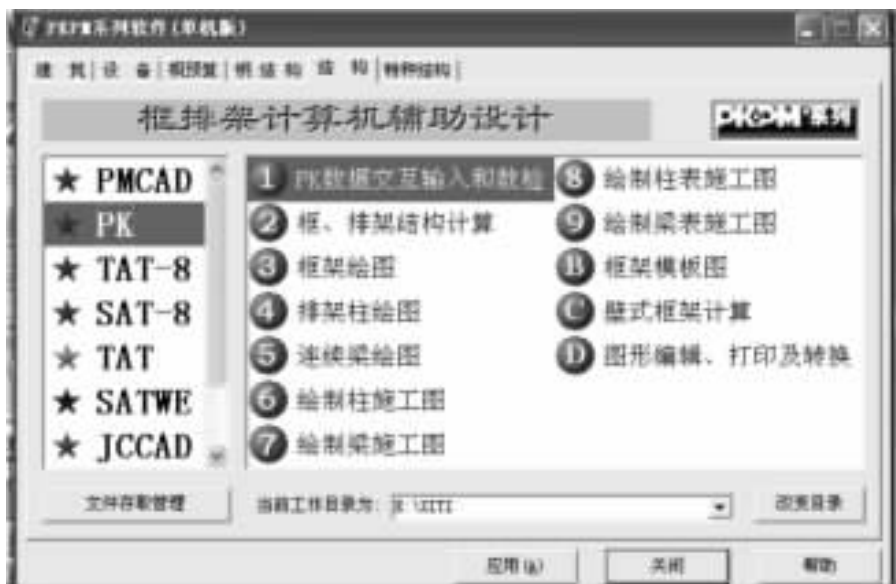 PKPM系列软件(单机版)
建 筑 设 备 概预算 钢 结 构 结 构 特种结构
框排架计算机辅助设计
PKPM系列
PMCAD
PK
TAT-8
SAT-8
TAT
SATWE
JCCAD
1 PK数据交互输入和数检
2 框、排架结构计算
3 框架绘图
4 排架柱绘图
5 连续梁绘图
6 绘制柱施工图
7 绘制梁施工图
8 绘制柱表施工图
9 绘制梁表施工图
B 框架模板图
C 壁式框架计算
D 图形编辑、打印及转换
文件存取管理
当前工作目录为:
改变目录
应用(A)
关闭
帮助